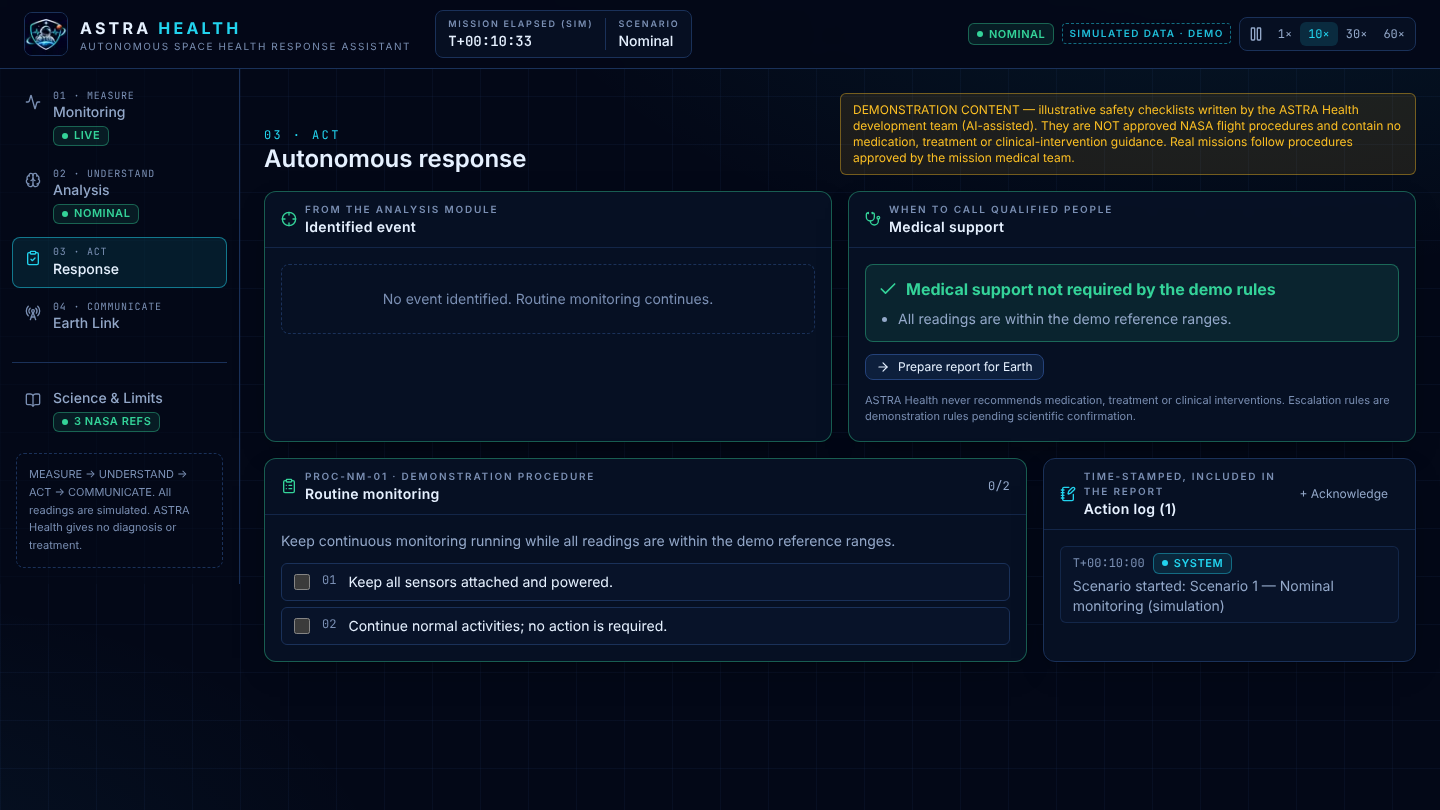 ASTRA HEALTH
AUTONOMOUS SPACE HEALTH RESPONSE ASSISTANT
MISSION ELAPSED (SIM)
T+00:10:33
SCENARIO
Nominal
NOMINAL
SIMULATED DATA · DEMO
1×
10×
30×
60×
01 · MEASURE
Monitoring
LIVE
02 · UNDERSTAND
Analysis
NOMINAL
03 · ACT
Response
04 · COMMUNICATE
Earth Link
Science & Limits
3 NASA REFS
MEASURE → UNDERSTAND →
ACT → COMMUNICATE. All
readings are simulated. ASTRA
Health gives no diagnosis or
treatment.
03 · ACT
Autonomous response
DEMONSTRATION CONTENT — illustrative safety checklists written by the ASTRA Health
development team (AI-assisted). They are NOT approved NASA flight procedures and contain no
medication, treatment or clinical-intervention guidance. Real missions follow procedures
approved by the mission medical team.
FROM THE ANALYSIS MODULE
Identified event
No event identified. Routine monitoring continues.
WHEN TO CALL QUALIFIED PEOPLE
Medical support
Medical support not required by the demo rules
• All readings are within the demo reference ranges.
→ Prepare report for Earth
ASTRA Health never recommends medication, treatment or clinical interventions. Escalation rules are
demonstration rules pending scientific confirmation.
PROC-NM-01 · DEMONSTRATION PROCEDURE
Routine monitoring
0/2
Keep continuous monitoring running while all readings are within the demo reference ranges.
01 Keep all sensors attached and powered.
02 Continue normal activities; no action is required.
TIME-STAMPED, INCLUDED IN
THE REPORT
Action log (1)
+ Acknowledge
T+00:10:00 SYSTEM
Scenario started: Scenario 1 — Nominal
monitoring (simulation)